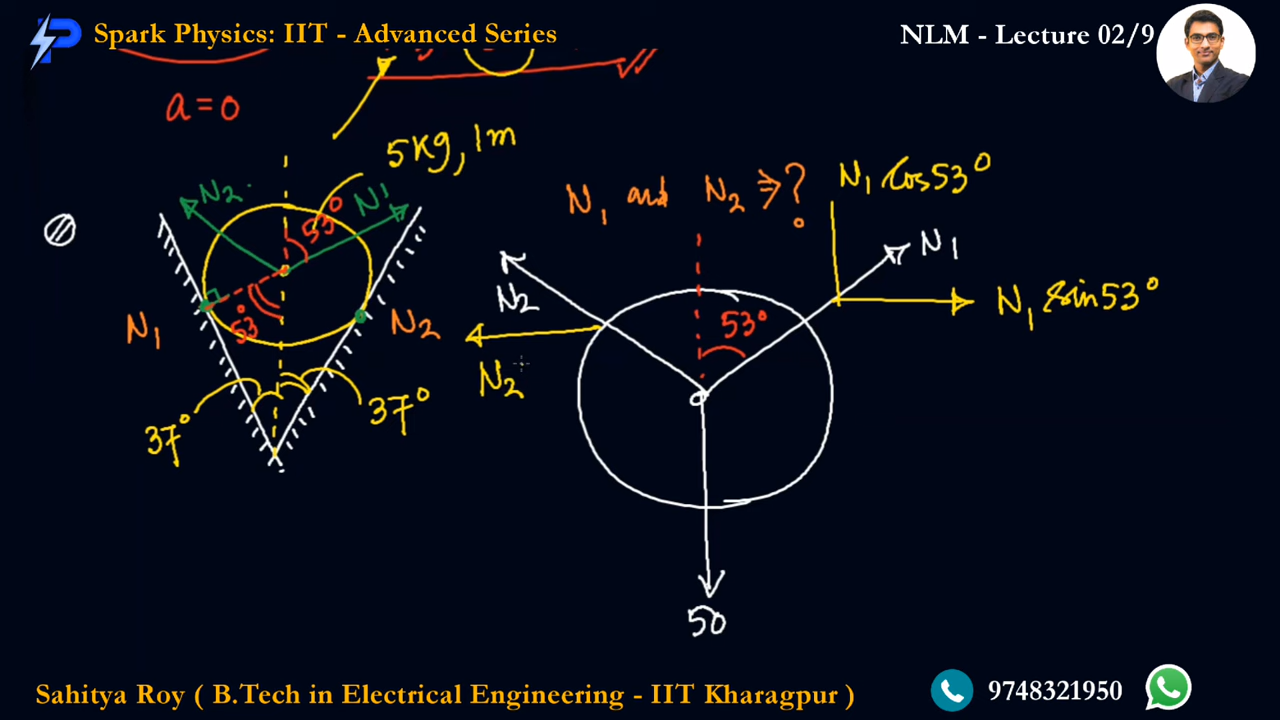 Spark Physics: IIT - Advanced Series
NLM - Lecture 02/9
a = 0
5Kg, 1m
N2
53°
N1
N1 and N2 ⇒ ?
N1 Cos53°
N1
N2
53°
N1 Sin53°
53°
N1
N2
N2
37°
37°
50
Sahitya Roy ( B.Tech in Electrical Engineering - IIT Kharagpur )
9748321950